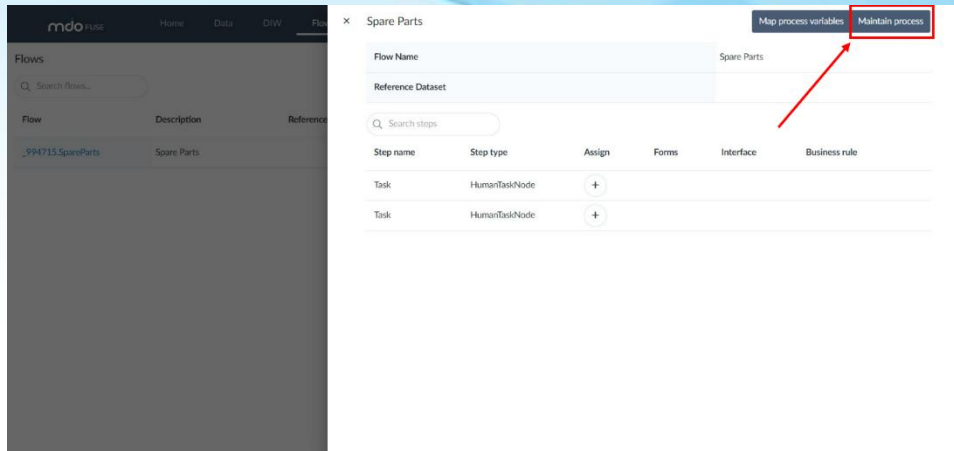 mdo FUSE Home Data DIW Flow
Flows
Search flows...
Flow Description Reference
_994715.SpareParts Spare Parts
× Spare Parts Map process variables Maintain process
Flow Name Spare Parts
Reference Dataset
Search steps
Step name Step type Assign Forms Interface Business rule
Task HumanTaskNode +
Task HumanTaskNode +